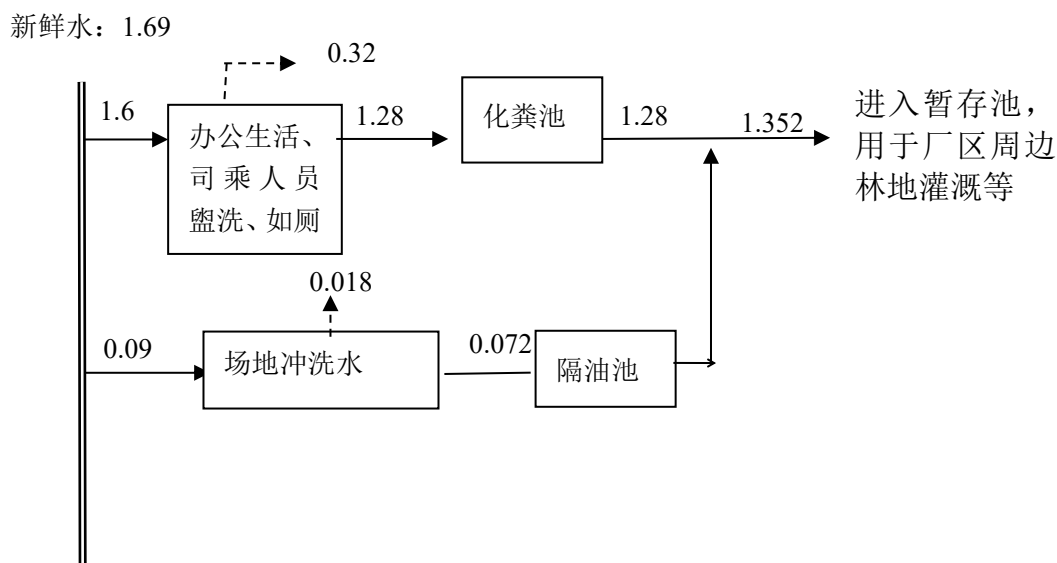 新鲜水：1.69
0.32
1.6
办公生活、
司乘人员
盥洗、如厕
1.28
化粪池
1.28
1.352
进入暂存池，
用于厂区周边
林地灌溉等
0.018
0.09
场地冲洗水
0.072
隔油池